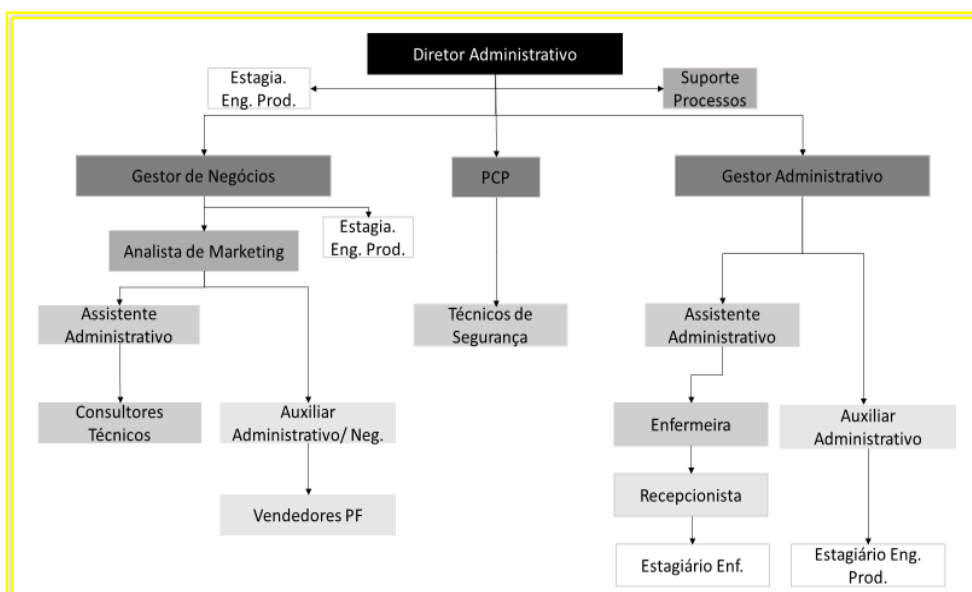 Diretor Administrativo
Estagia.
Eng. Prod.
Suporte
Processos
Gestor de Negócios
PCP
Gestor Administrativo
Estagia.
Eng. Prod.
Analista de Marketing
Assistente
Administrativo
Técnicos de
Segurança
Assistente
Administrativo
Consultores
Técnicos
Auxiliar
Administrativo/ Neg.
Enfermeira
Auxiliar
Administrativo
Vendedores PF
Recepcionista
Estagiário Enf.
Estagiário Eng.
Prod.